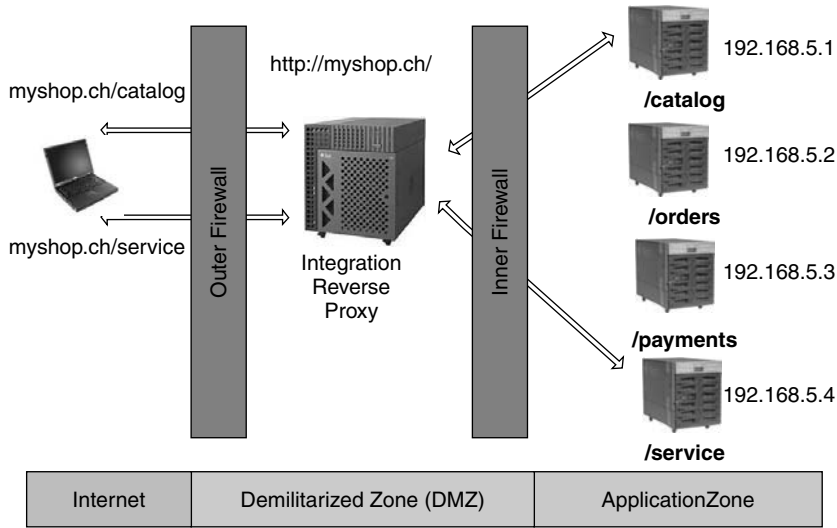 http://myshop.ch/
myshop.ch/catalog
myshop.ch/service
Outer Firewall
Integration
Reverse
Proxy
Inner Firewall
192.168.5.1
/catalog
192.168.5.2
/orders
192.168.5.3
/payments
192.168.5.4
/service
Internet
Demilitarized Zone (DMZ)
ApplicationZone